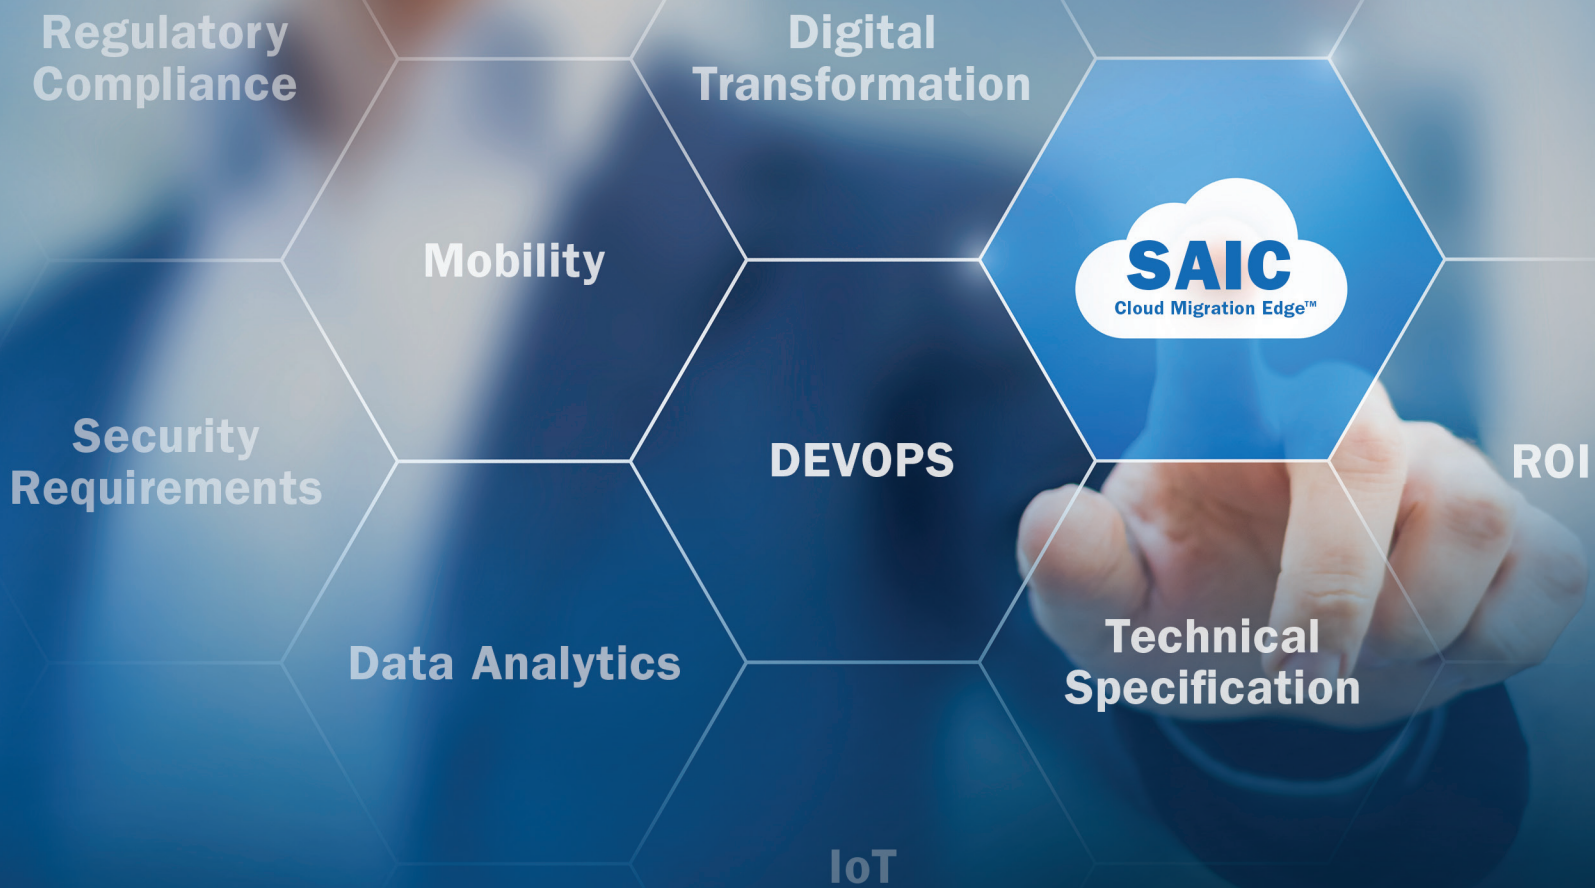 Regulatory
Compliance
Digital
Transformation
Mobility
SAIC
Cloud Migration Edge™
Security
Requirements
DEVOPS
ROI
Data Analytics
Technical
Specification
IoT